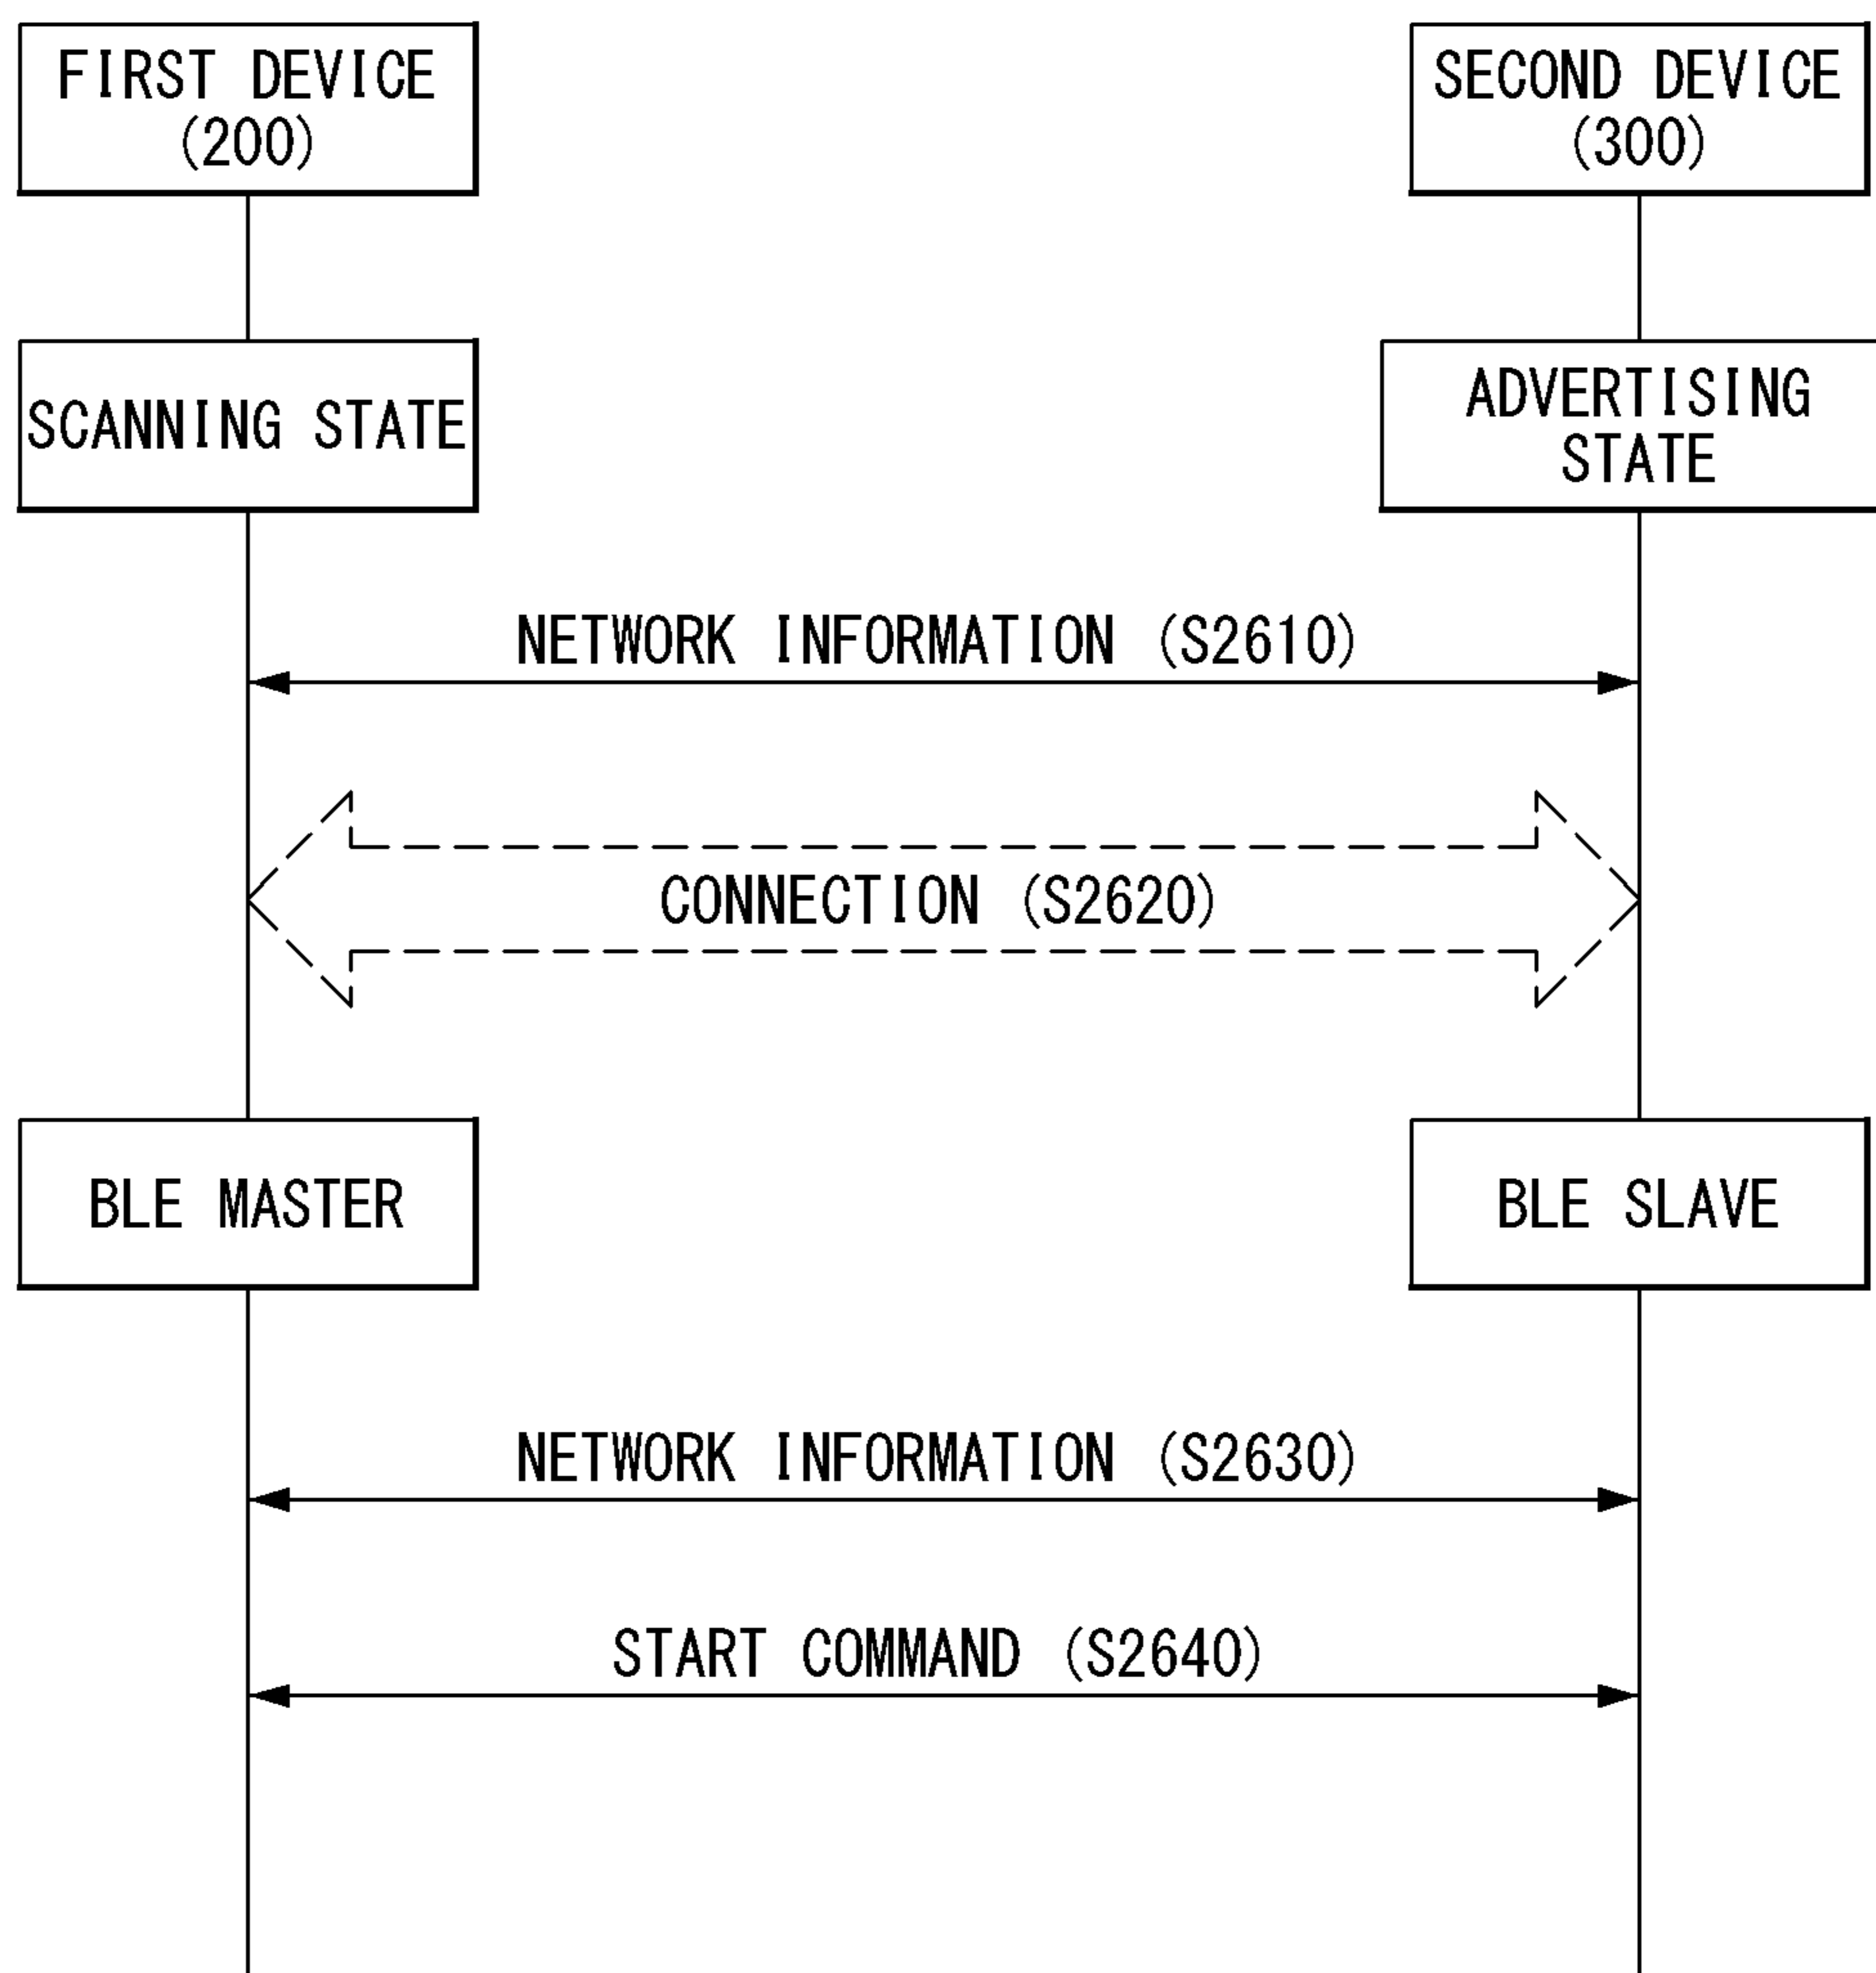 FIRST DEVICE
(200)
SECOND DEVICE
(300)
SCANNING STATE
ADVERTISING
STATE
NETWORK INFORMATION (S2610)
CONNECTION (S2620)
BLE MASTER
BLE SLAVE
NETWORK INFORMATION (S2630)
START COMMAND (S2640)